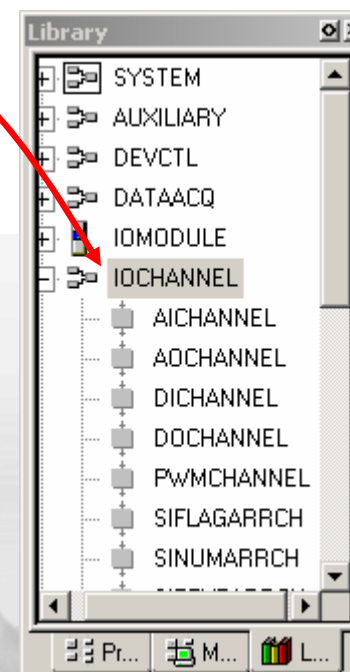 Library
SYSTEM
AUXILIARY
DEVCTL
DATAACQ
IOMODULE
IOCHANNEL
AICHANNEL
AOCHANNEL
DICHANNEL
DOCHANNEL
PWMCHANNEL
SIFLAGARRCH
SINUMARRCH
Pr... M... L...